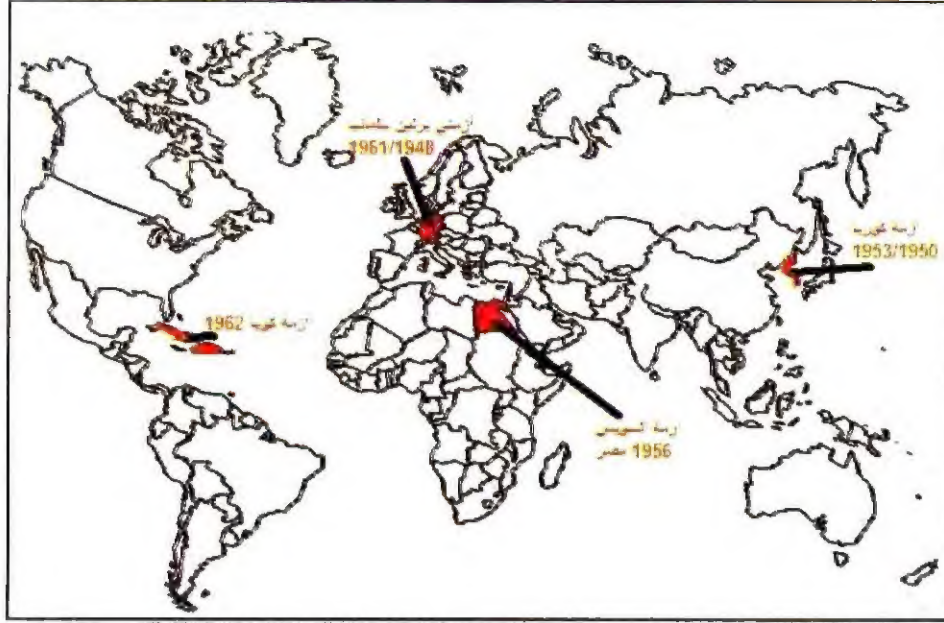 أزمتي برلين
1961/1948
أزمة كوريا
1953/1950
أزمة كوبا 1962
أزمة السويس
مصر 1956